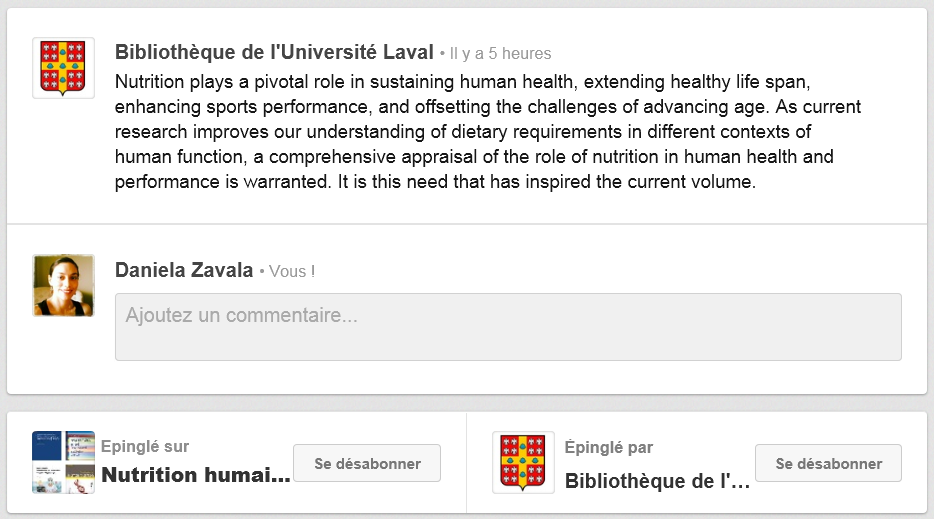 Bibliothèque de l'Université Laval • Il y a 5 heures
Nutrition plays a pivotal role in sustaining human health, extending healthy life span,
enhancing sports performance, and offsetting the challenges of advancing age. As current
research improves our understanding of dietary requirements in different contexts of
human function, a comprehensive appraisal of the role of nutrition in human health and
performance is warranted. It is this need that has inspired the current volume.
Daniela Zavala • Vous !
Ajoutez un commentaire...
Epinglé sur
Nutrition humai...
Se désabonner
Épinglé par
Bibliothèque de l'...
Se désabonner